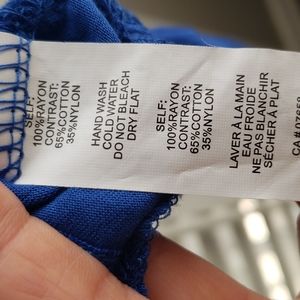 SELF:
100%RAYON
CONTRAST:
65%COTTON
35%NYLON
HAND WASH
COLD WATER
DO NOT BLEACH
DRY FLAT
SELF:
100%RAYON
CONTRAST:
65%COTTON
35%NYLON
LAVER À LA MAIN
EAU FROIDE
NE PAS BLANCHIR
SÉCHER À PLAT